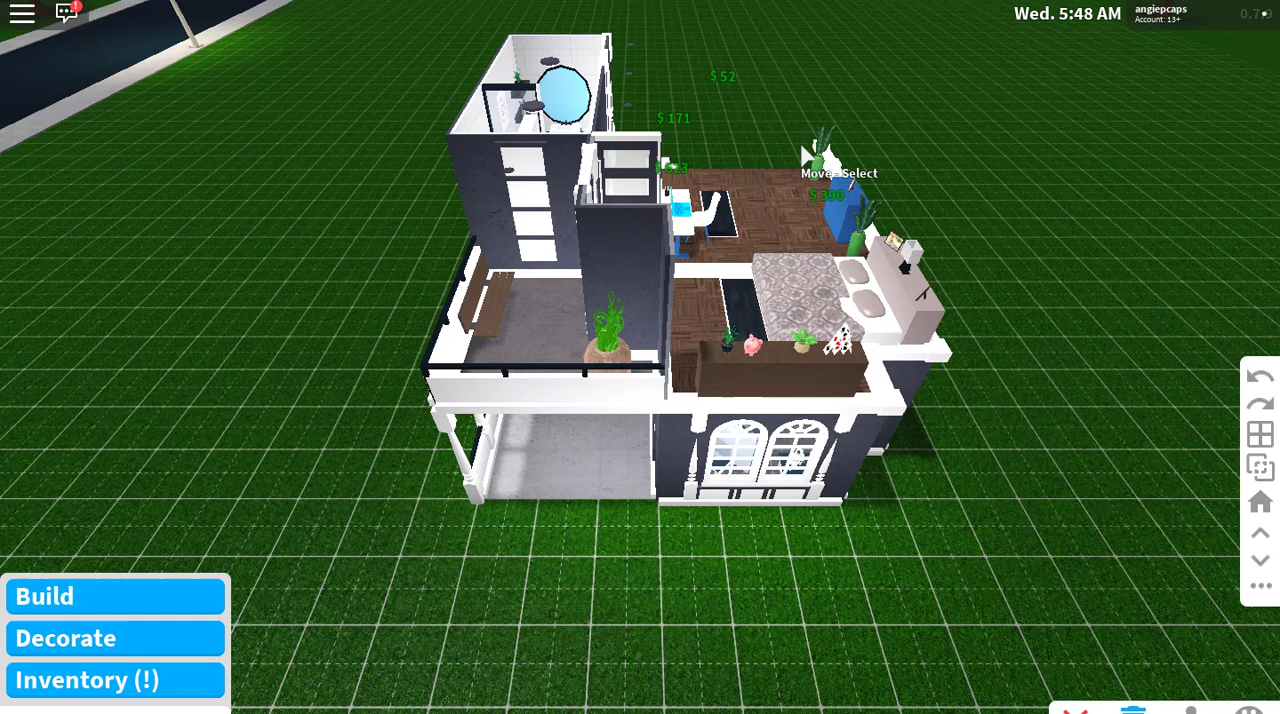 Wed. 5:48 AM
angiepcaps
Account: 13+
$ 52
$ 171
Move - Select
$ 390
Build
Decorate
Inventory (!)